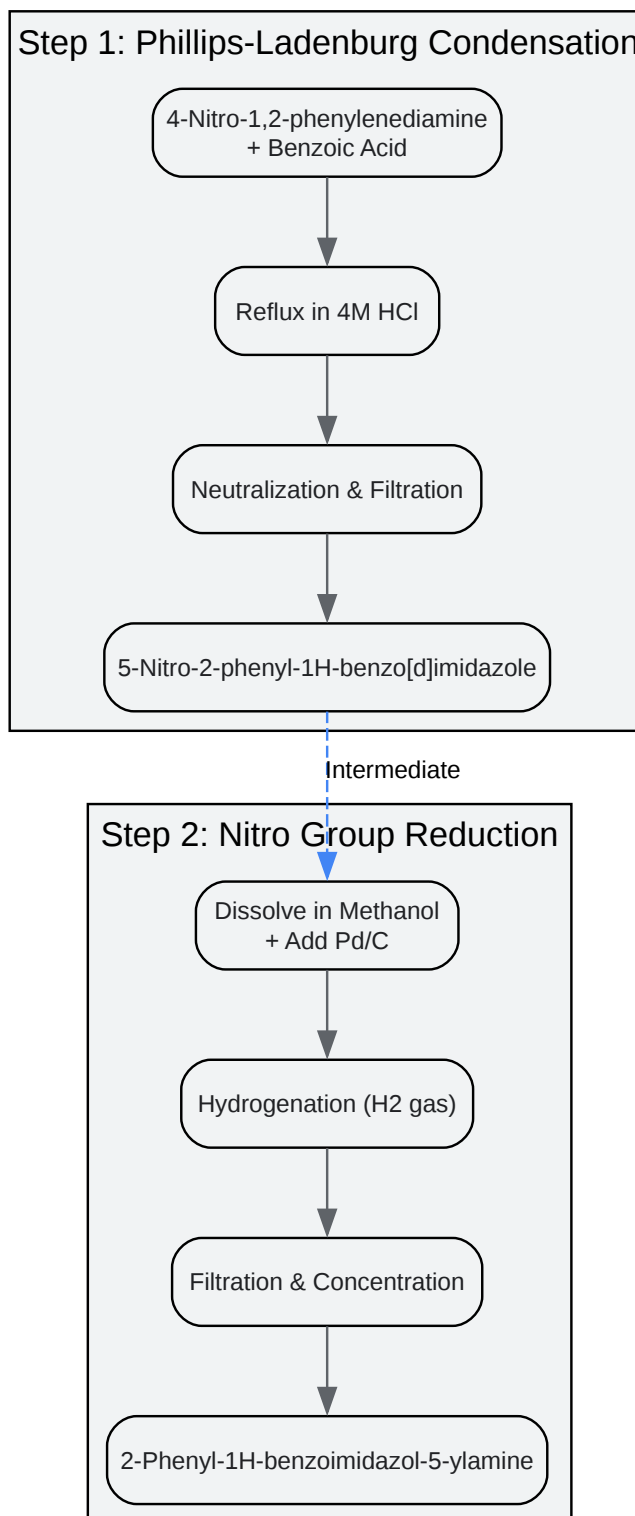 Step 1: Phillips-Ladenburg Condensation
4-Nitro-1,2-phenylenediamine
+ Benzoic Acid
Reflux in 4M HCl
Neutralization & Filtration
5-Nitro-2-phenyl-1H-benzo[d]imidazole
Intermediate
Step 2: Nitro Group Reduction
Dissolve in Methanol
+ Add Pd/C
Hydrogenation (H2 gas)
Filtration & Concentration
2-Phenyl-1H-benzoimidazol-5-ylamine